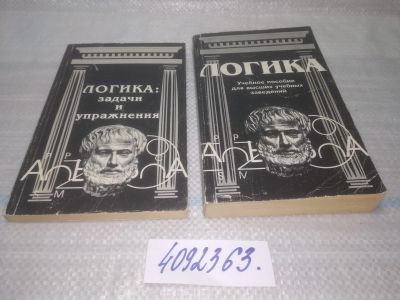 ЛОГИКА:
задачи и
упражнения
ЛОГИКА
Учебное пособие
для высших учебных
заведений
4092363.